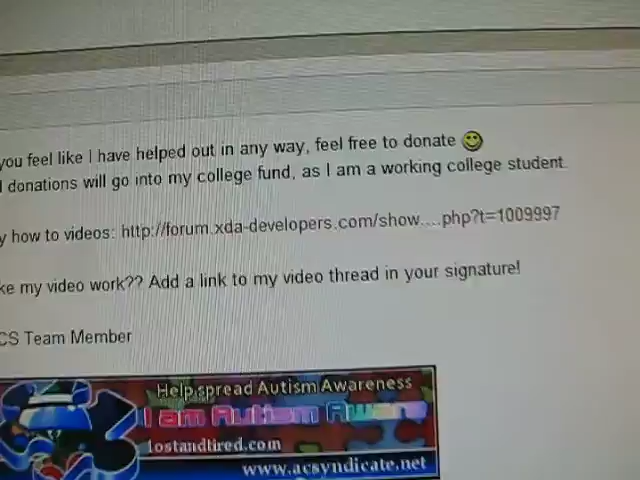 you feel like I have helped out in any way, feel free to donate
l donations will go into my college fund, as I am a working college student.
y how to videos: http://forum.xda-developers.com/show....php?t=1009997
ke my video work?? Add a link to my video thread in your signature!
CS Team Member
Help spread Autism Awareness
I am Autism Aware
lostandtired.com
www.acsyndicate.net